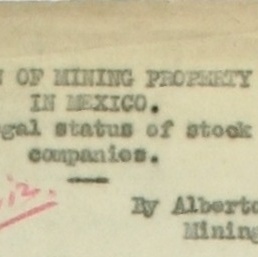 N OF MINING PROPERTY
IN MEXICO.
gal status of stock
companies.
By Alberto
Mining